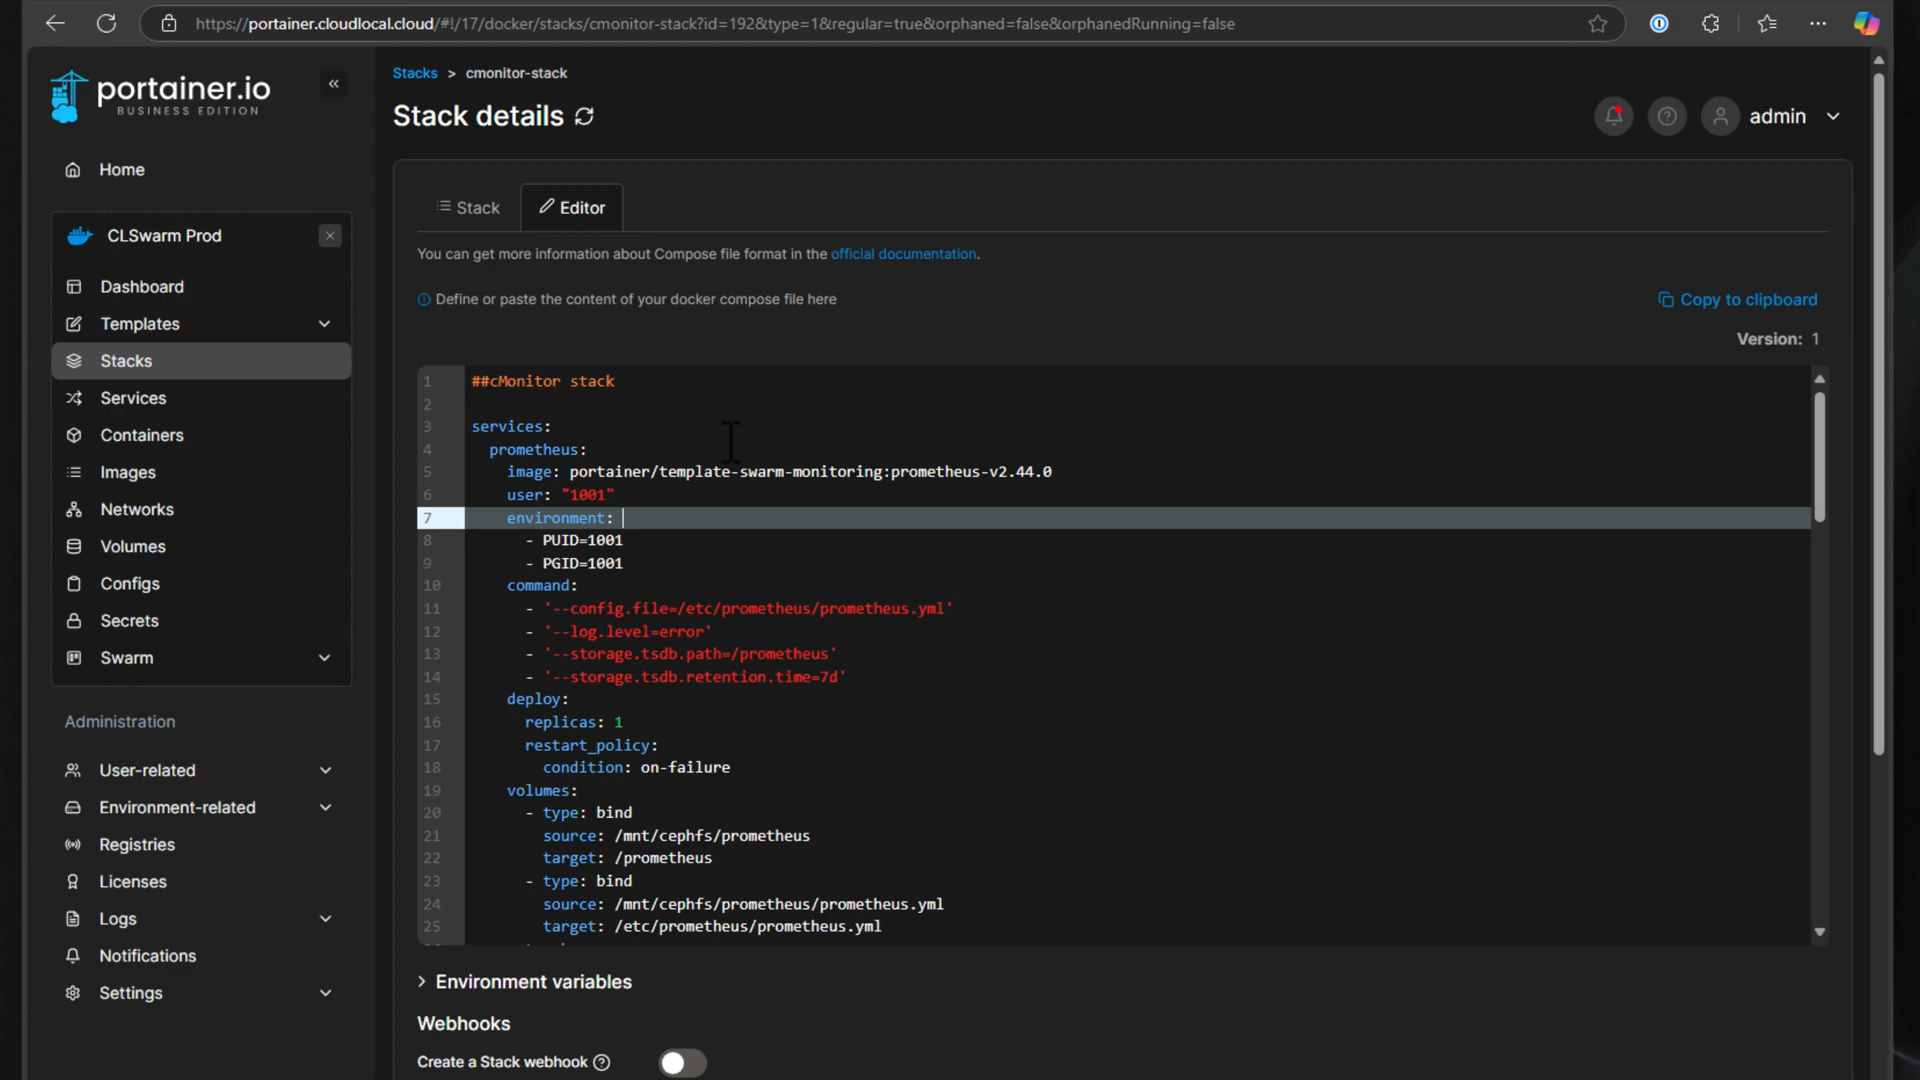 https://portainer.cloudlocal.cloud/#!/17/docker/stacks/cmonitor-stack?id=192&type=1&regular=true&orphaned=false&orphanedRunning=false
portainer.io
BUSINESS EDITION
Home
CLSwarm Prod
Dashboard
Templates
Stacks
Services
Containers
Images
Networks
Volumes
Configs
Secrets
Swarm
Administration
User-related
Environment-related
Registries
Licenses
Logs
Notifications
Settings
Stacks > cmonitor-stack
Stack details
admin
Stack
Editor
You can get more information about Compose file format in the official documentation.
Define or paste the content of your docker compose file here
Copy to clipboard
Version: 1
1 ##cMonitor stack
2
3 services:
4 prometheus:
5 image: portainer/template-swarm-monitoring:prometheus-v2.44.0
6 user: "1001"
7 environment:
8 - PUID=1001
9 - PGID=1001
10 command:
11 - '--config.file=/etc/prometheus/prometheus.yml'
12 - '--log.level=error'
13 - '--storage.tsdb.path=/prometheus'
14 - '--storage.tsdb.retention.time=7d'
15 deploy:
16 replicas: 1
17 restart_policy:
18 condition: on-failure
19 volumes:
20 - type: bind
21 source: /mnt/cephfs/prometheus
22 target: /prometheus
23 - type: bind
24 source: /mnt/cephfs/prometheus/prometheus.yml
25 target: /etc/prometheus/prometheus.yml
Environment variables
Webhooks
Create a Stack webhook